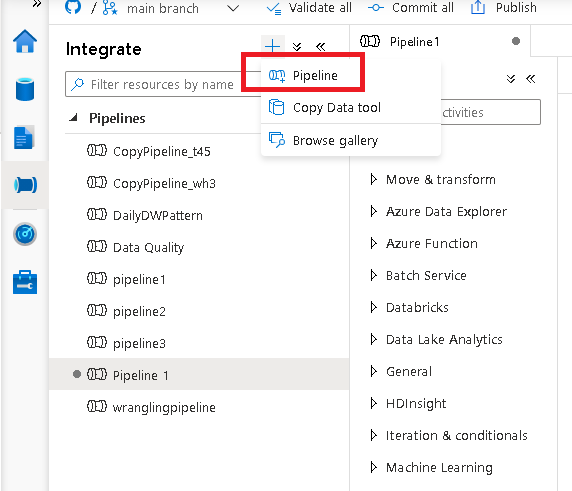 / main branch Validate all Commit all Publish
Integrate
Pipeline1
Pipeline
Filter resources by name
Copy Data tool
ctivities
Pipelines
Browse gallery
CopyPipeline_t45
CopyPipeline_wh3
DailyDWPattern
Data Quality
pipeline1
pipeline2
pipeline3
Pipeline 1
wranglingpipeline
Move & transform
Azure Data Explorer
Azure Function
Batch Service
Databricks
Data Lake Analytics
General
HDInsight
Iteration & conditionals
Machine Learning